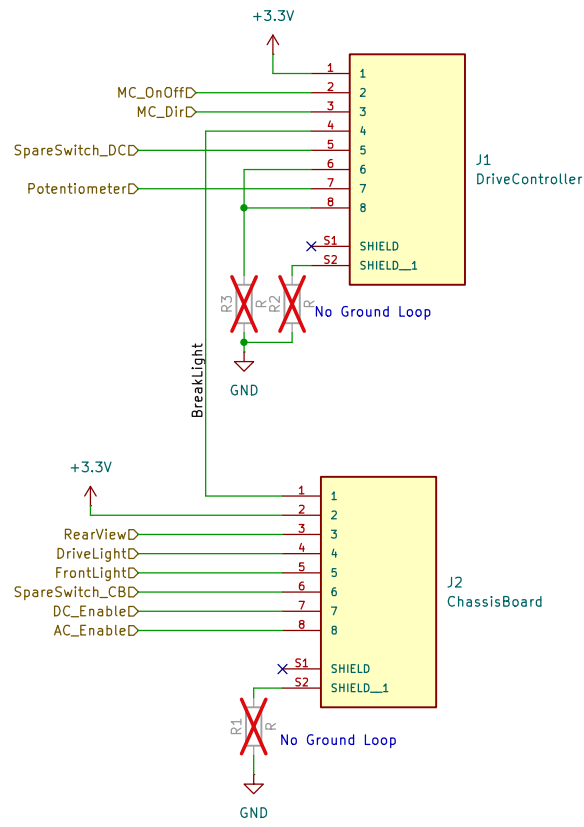 +3.3V
1 1
MC_OnOff 2 2
MC_Dir 3 3
4 4
SpareSwitch_DC 5 5
6 6
Potentiometer 7 7
8 8
J1
DriveController
S1 SHIELD
S2 SHIELD_1
R3 R R2 R
No Ground Loop
GND
BreakLight
+3.3V
1 1
2 2
RearView 3 3
DriveLight 4 4
FrontLight 5 5
SpareSwitch_CB 6 6
DC_Enable 7 7
AC_Enable 8 8
J2
ChassisBoard
S1 SHIELD
S2 SHIELD_1
R1 R
No Ground Loop
GND